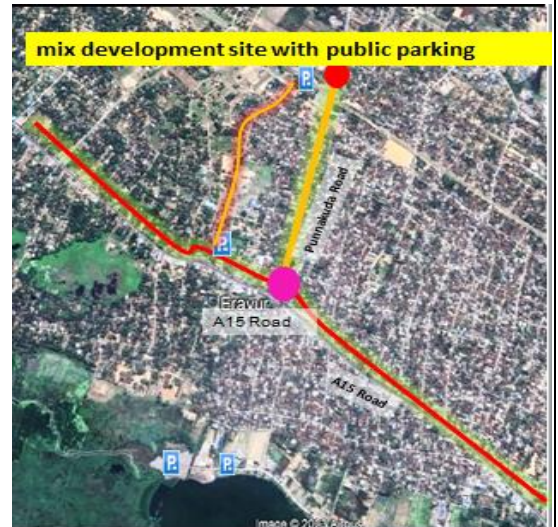 mix development site with public parking
P
Punnakuda Road
P
Eravur
A15 Road
A15 Road
P
P